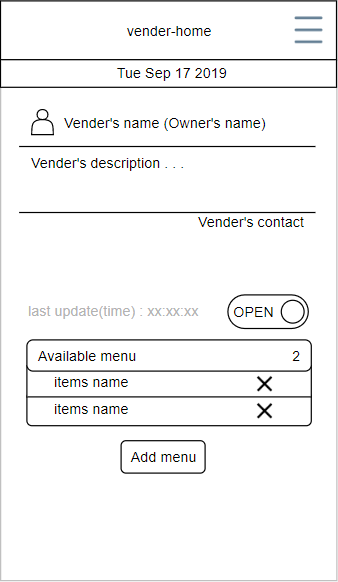 vender-home
Tue Sep 17 2019
Vender's name (Owner's name)
Vender's description . . .
Vender's contact
last update(time) : xx:xx:xx
OPEN
Available menu 2
items name
items name
Add menu